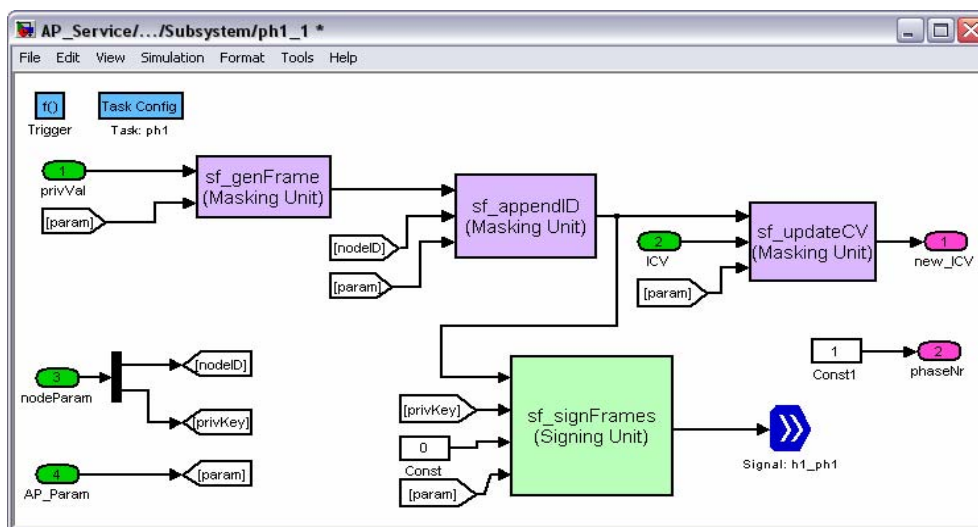 AP_Service/.../Subsystem/ph1_1 *
File Edit View Simulation Format Tools Help
f()
Trigger
Task Config
Task: ph1
1
privVal
[param]
sf_genFrame
(Masking Unit)
[nodeID]
[param]
sf_appendID
(Masking Unit)
2
ICV
[param]
sf_updateCV
(Masking Unit)
1
new_ICV
3
nodeParam
[nodeID]
[privKey]
4
AP_Param
[param]
[privKey]
0
Const
[param]
sf_signFrames
(Signing Unit)
1
Const1
2
phaseNr
Signal: h1_ph1